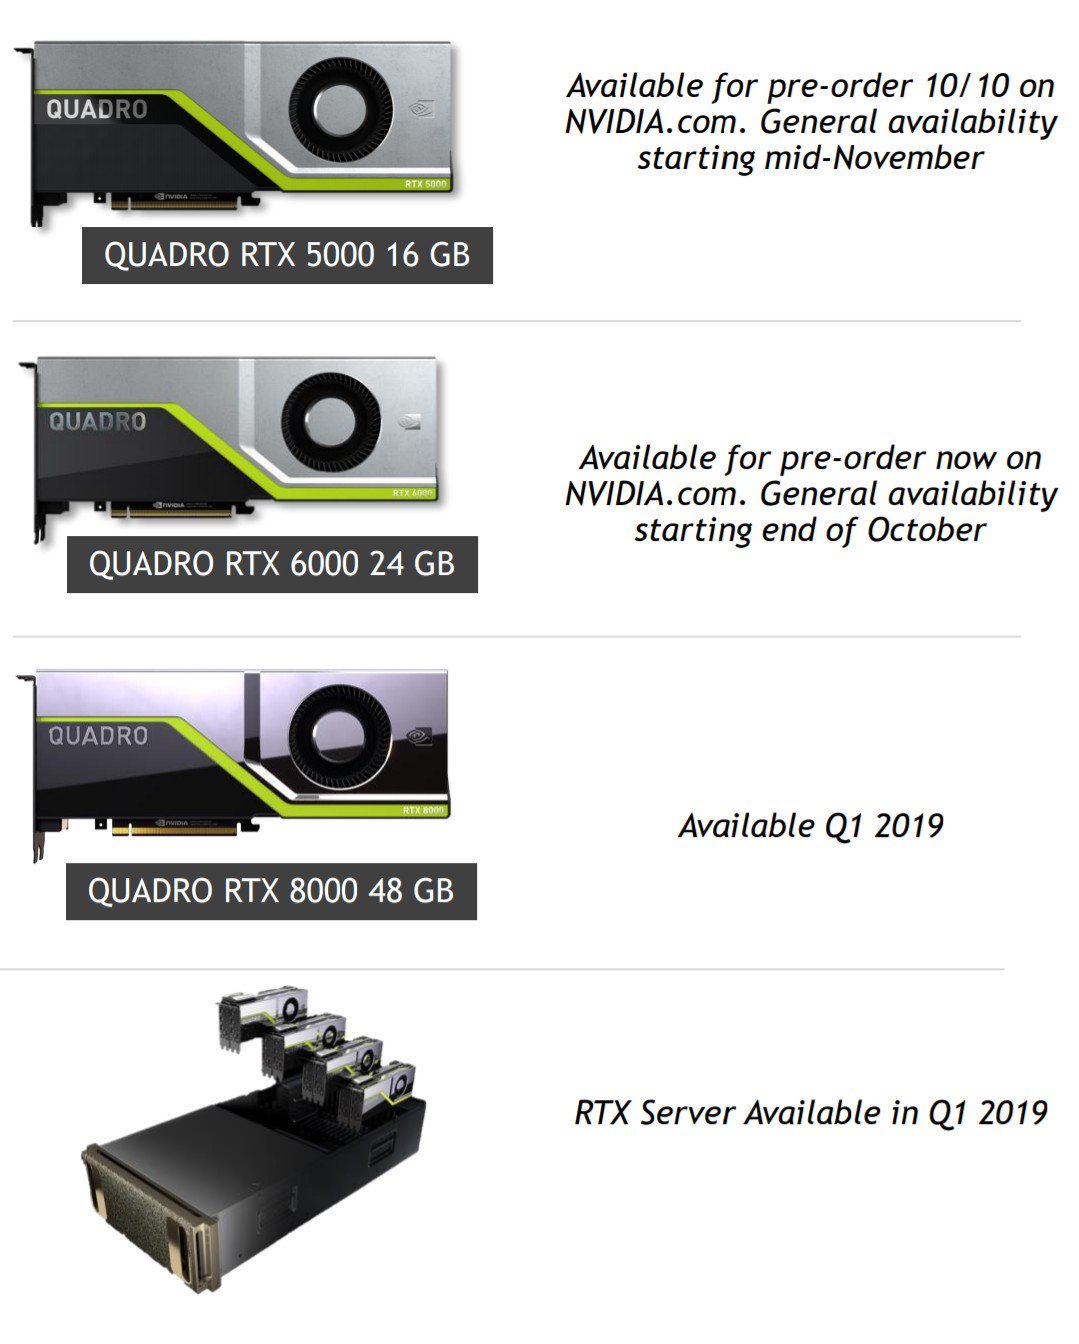 QUADRO
RTX 5000
NVIDIA
QUADRO RTX 5000 16 GB
Available for pre-order 10/10 on
NVIDIA.com. General availability
starting mid-November
QUADRO
RTX 6000
NVIDIA
QUADRO RTX 6000 24 GB
Available for pre-order now on
NVIDIA.com. General availability
starting end of October
QUADRO
RTX 8000
NVIDIA
QUADRO RTX 8000 48 GB
Available Q1 2019
RTX Server Available in Q1 2019